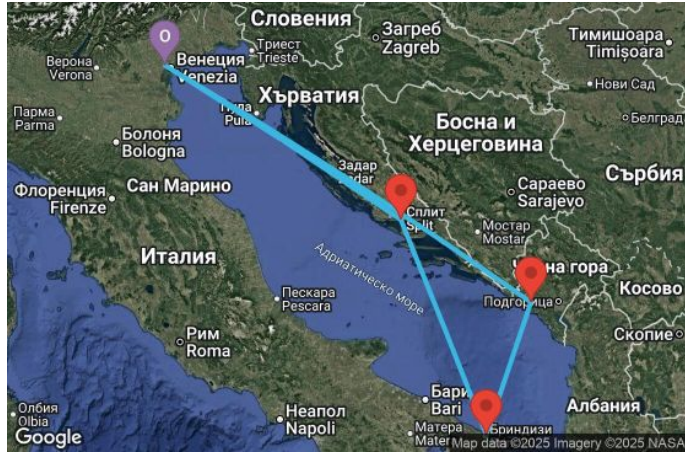 Словения
Загреб
Zagreb
Тимишоара
Timișoara
O
Верона
Verona
Венеция
Venezia
Триест
Trieste
Нови Сад
Парма
Parma
Пула
Pula
Хърватия
Босна и
Херцеговина
Белград
Болоня
Bologna
Задар
Zadar
Сърбия
Флоренция
Firenze
Сан Марино
Сараево
Sarajevo
Сплит
Split
Мостар
Mostar
Италия
Адриатическо море
Черна гора
Косово
Пескара
Pescara
Подгорица
Рим
Roma
Скопие
Бари
Bari
Албания
Олбия
Olbia
Неапол
Napoli
Матера
Mater
Бриндизи
Google
Map data ©2025 Imagery ©2025 NASA